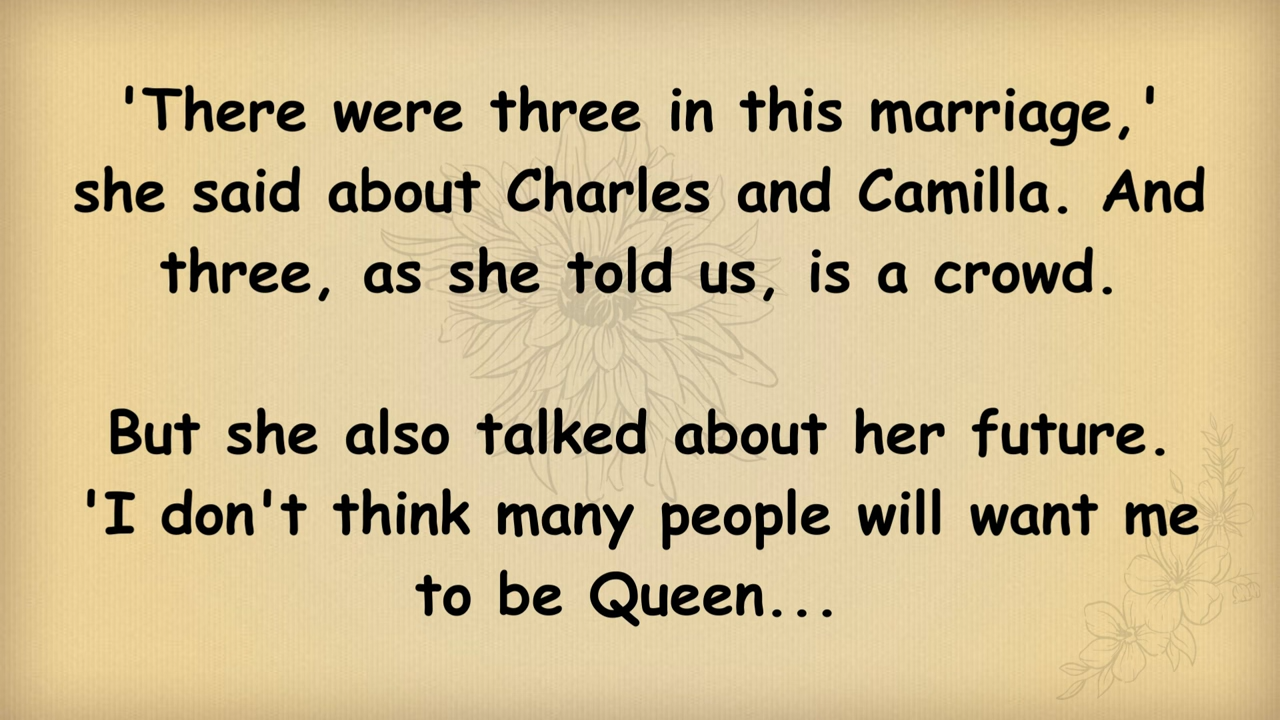 'There were three in this marriage,'
she said about Charles and Camilla. And
three, as she told us, is a crowd.
But she also talked about her future.
'I don't think many people will want me
to be Queen...